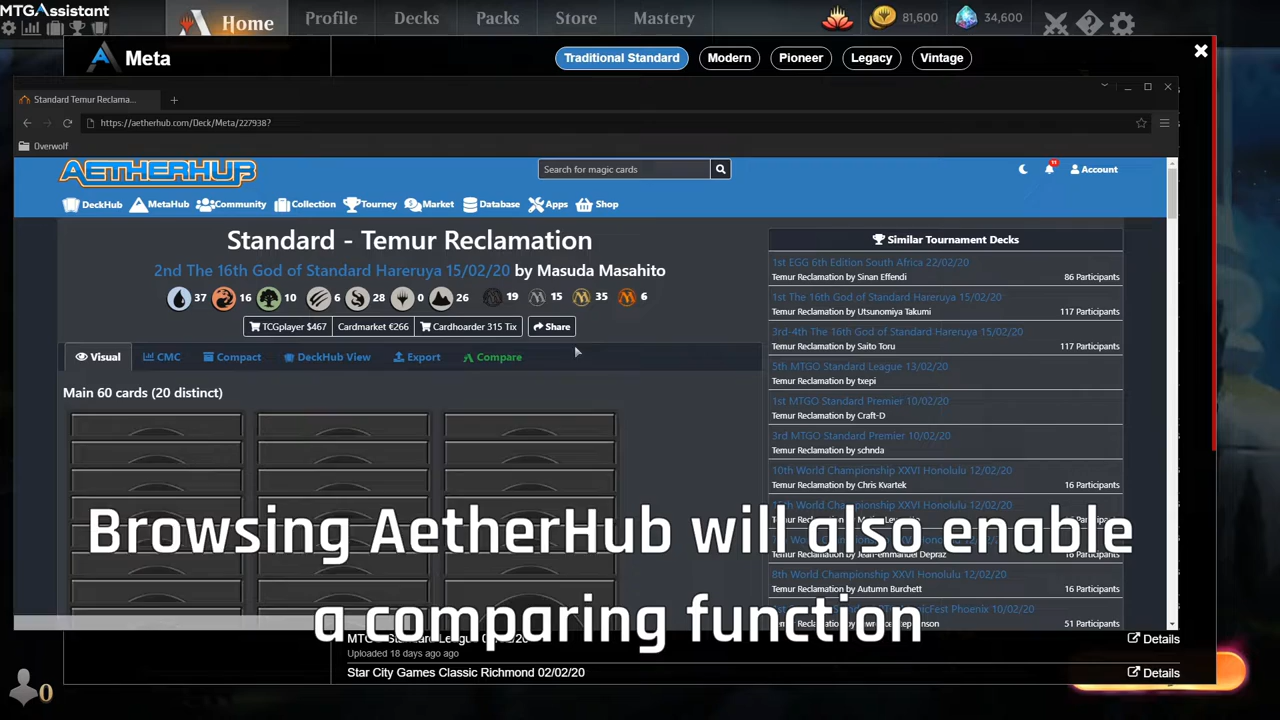 MTGAssistant
Home
Profile
Decks
Packs
Store
Mastery
81,600
34,600
Meta
Traditional Standard
Modern
Pioneer
Legacy
Vintage
Standard Temur Reclama...
https://aetherhub.com/Deck/Meta/227938?
Overwolf
AETHERHUB
Search for magic cards
11
Account
DeckHub
MetaHub
Community
Collection
Tourney
Market
Database
Apps
Shop
Standard - Temur Reclamation
2nd The 16th God of Standard Hareruya 15/02/20 by Masuda Masahito
37 16 10 6 28 0 26 19 15 35 6
TCGplayer $467
Cardmarket €266
Cardhoarder 315 Tix
Share
Visual
CMC
Compact
DeckHub View
Export
Compare
Main 60 cards (20 distinct)
Similar Tournament Decks
1st EGG 6th Edition South Africa 22/02/20
Temur Reclamation by Sinan Effendi 86 Participants
1st The 16th God of Standard Hareruya 15/02/20
Temur Reclamation by Utsunomiya Takumi 117 Participants
3rd-4th The 16th God of Standard Hareruya 15/02/20
Temur Reclamation by Saito Toru 117 Participants
5th MTGO Standard League 13/02/20
Temur Reclamation by txepi
1st MTGO Standard Premier 10/02/20
Temur Reclamation by Craft-D
3rd MTGO Standard Premier 10/02/20
Temur Reclamation by schnda
10th World Championship XXVI Honolulu 12/02/20
Temur Reclamation by Chris Kvartek 16 Participants
Browsing AetherHub will also enable
8th World Championship XXVI Honolulu 12/02/20
Temur Reclamation by Autumn Burchett 16 Participants
a comparing function
51 Participants
Details
Uploaded 18 days ago
Star City Games Classic Richmond 02/02/20
Details
0